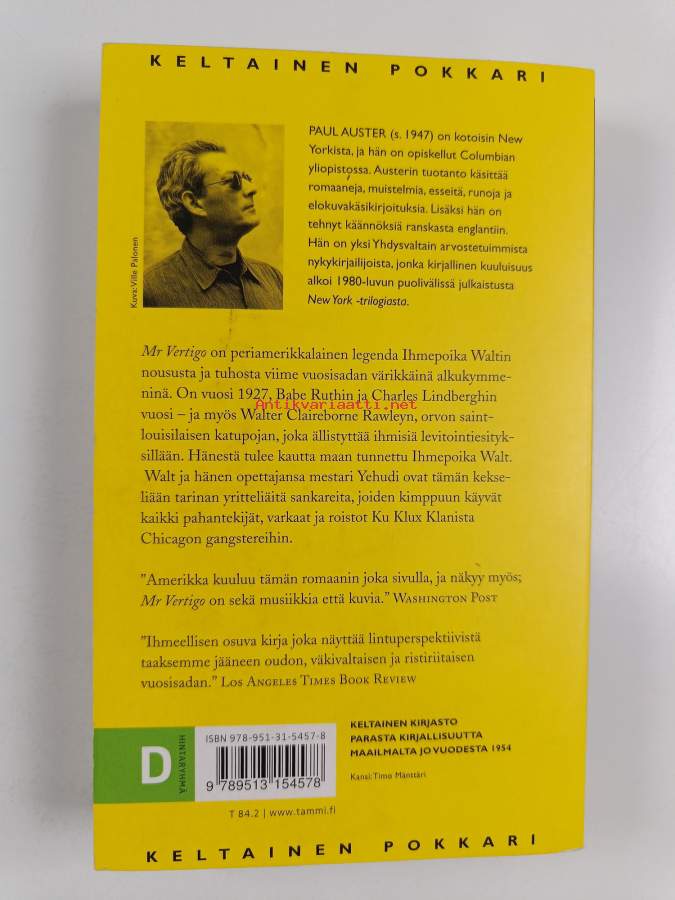 KELTAINEN POKKARI
PAUL AUSTER (s. 1947) on kotoisin New
Yorkista, ja hän on opiskellut Columbian
yliopistossa. Austerin tuotanto käsittää
romaaneja, muistelmia, esseitä, runoja ja
elokuvakäsikirjoituksia. Lisäksi hän on
tehnyt käännöksiä ranskasta englantiin.
Hän on yksi Yhdysvaltain arvostetuimmista
nykykirjailijoista, jonka kirjallinen kuuluisuus
alkoi 1980-luvun puolivälissä julkaistusta
New York -trilogiasta.
Kuva: Ville Palonen
Mr Vertigo on periamerikkalainen legenda Ihmepoika Waltin
noususta ja tuhosta viime vuosisadan värikkäinä alkukymme-
ninä. On vuosi 1927, Babe Ruthin ja Charles Lindberghin
Antikvariaatti.net
vuosi – ja myös Walter Claireborne Rawleyn, orvon saint-
louisilaisen katupojan, joka ällistyttää ihmisiä levitointiesityk-
sillään. Hänestä tulee kautta maan tunnettu Ihmepoika Walt.
Walt ja hänen opettajansa mestari Yehudi ovat tämän kekse-
liään tarinan yritteliäitä sankareita, joiden kimppuun käyvät
kaikki pahantekijät, varkaat ja roistot Ku Klux Klanista
Chicagon gangstereihin.
”Amerikka kuuluu tämän romaanin joka sivulla, ja näkyy myös;
Mr Vertigo on sekä musiikkia että kuvia.” WASHINGTON POST
”Ihmeellisen osuva kirja joka näyttää lintuperspektiivistä
taaksemme jääneen oudon, väkivaltaisen ja ristiriitaisen
vuosisadan.” LOS ANGELES TIMES BOOK REVIEW
D
HINTARYHMÄ
ISBN 978-951-31-5457-8
9 789513 154578
T 84.2 | www.tammi.fi
KELTAINEN KIRJASTO
PARASTA KIRJALLISUUTTA
MAAILMALTA JO VUODESTA 1954
Kansi: Timo Mänttäri
KELTAINEN POKKARI